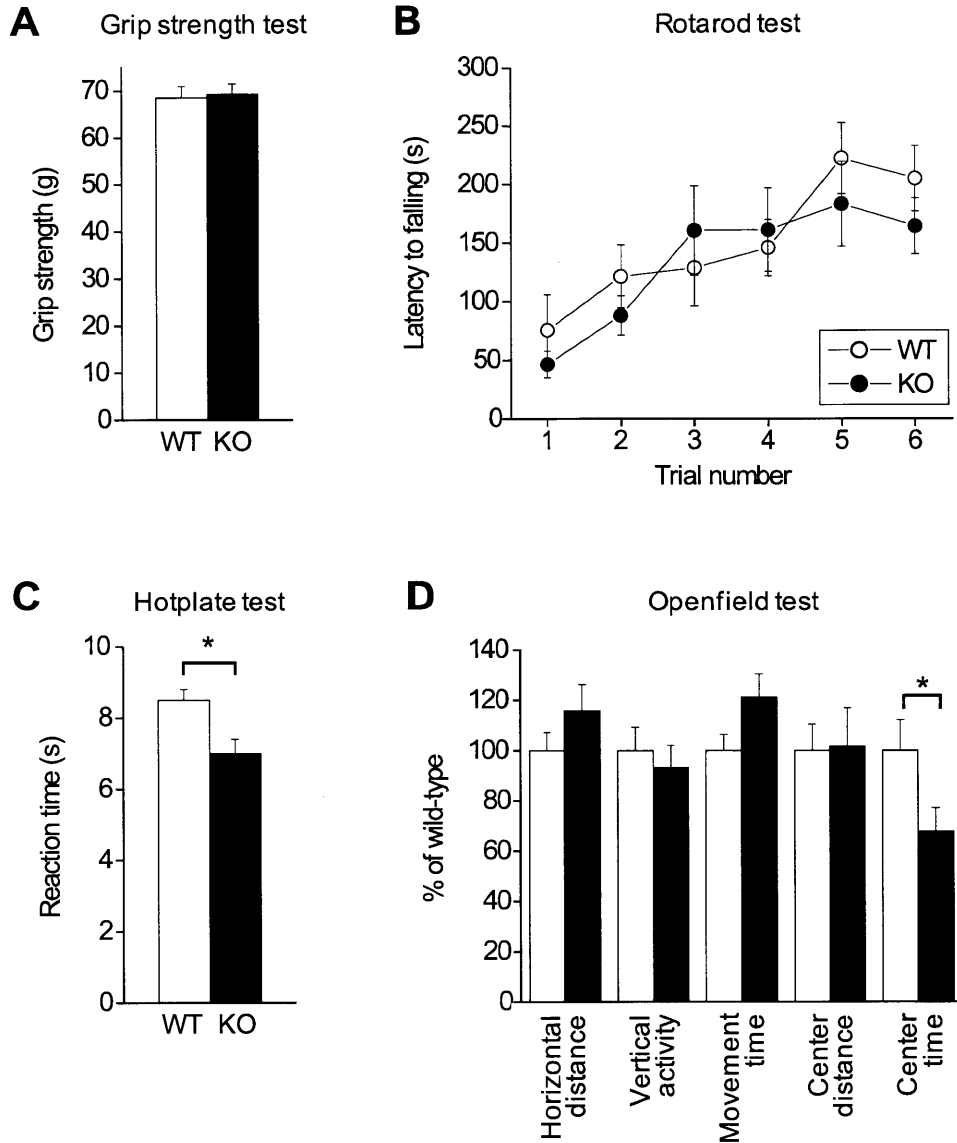 A
Grip strength test
Grip strength (g)
70
60
50
40
30
20
10
0
WT KO
B
Rotarod test
Latency to falling (s)
300
250
200
150
100
50
0
WT
KO
1 2 3 4 5 6
Trial number
C
Hotplate test
Reaction time (s)
10
8
6
4
2
0
*
WT KO
D
Openfield test
% of wild-type
140
120
100
80
60
40
20
0
*
Horizontal
distance
Vertical
activity
Movement
time
Center
distance
Center
time